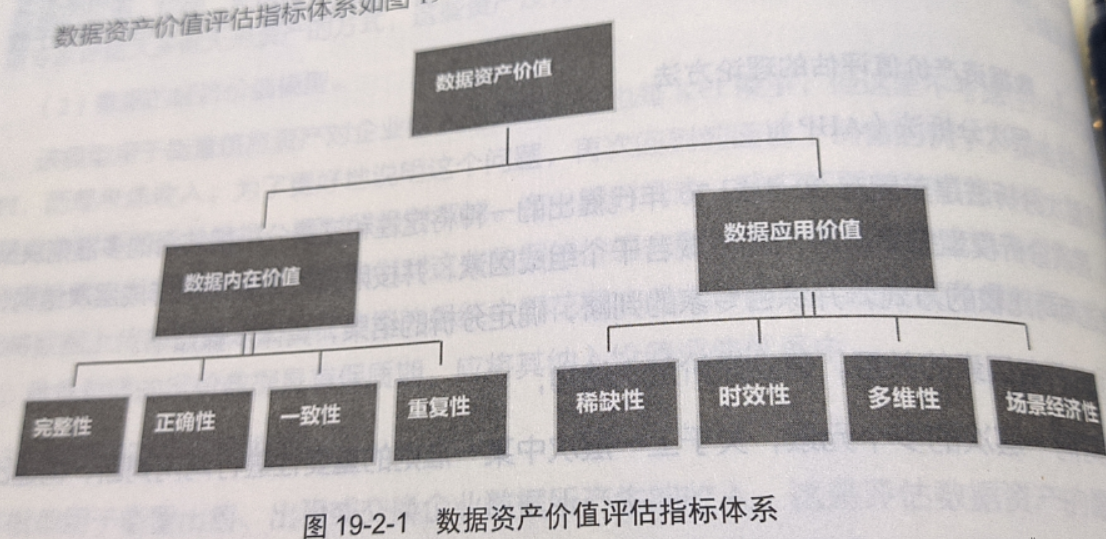 数据资产价值评估指标体系如图
数据资产价值
数据内在价值
数据应用价值
完整性
正确性
一致性
重复性
稀缺性
时效性
多维性
场景经济性
图 19-2-1 数据资产价值评估指标体系